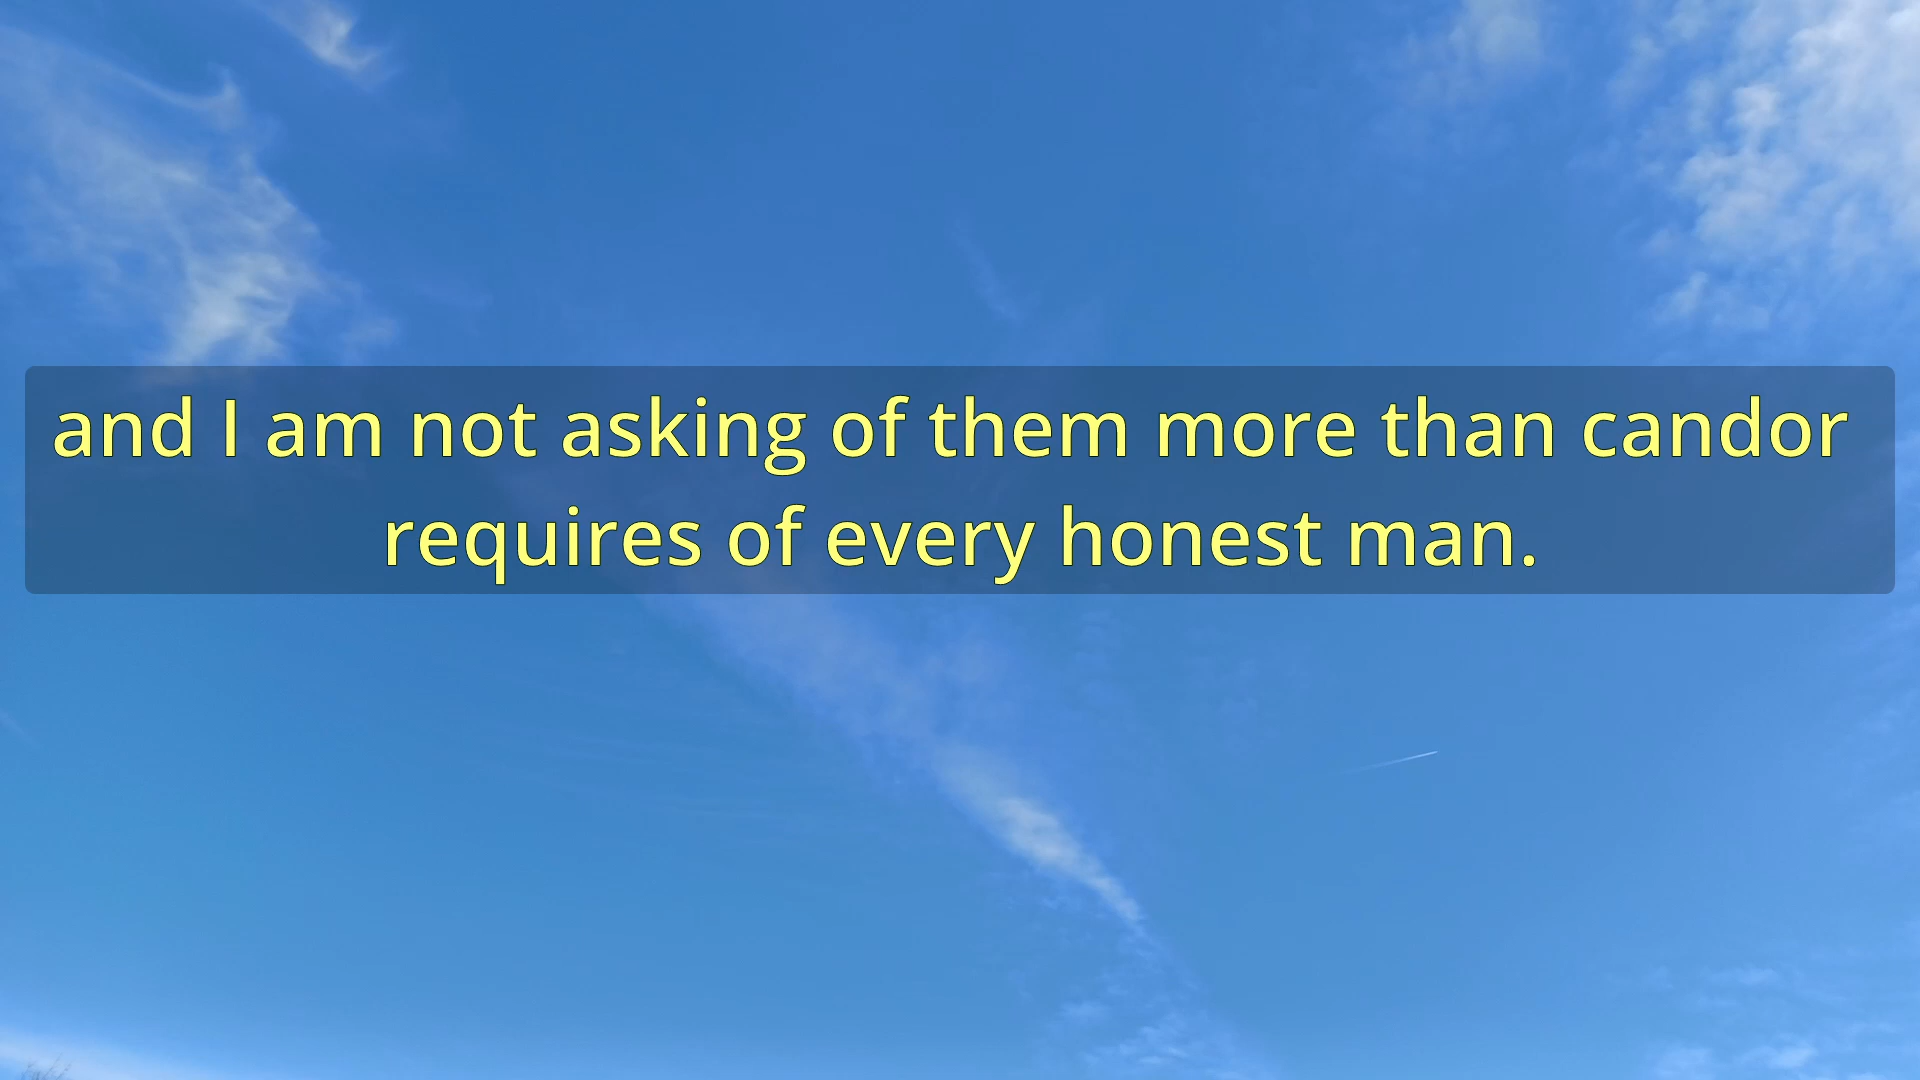 and I am not asking of them more than candor
requires of every honest man.